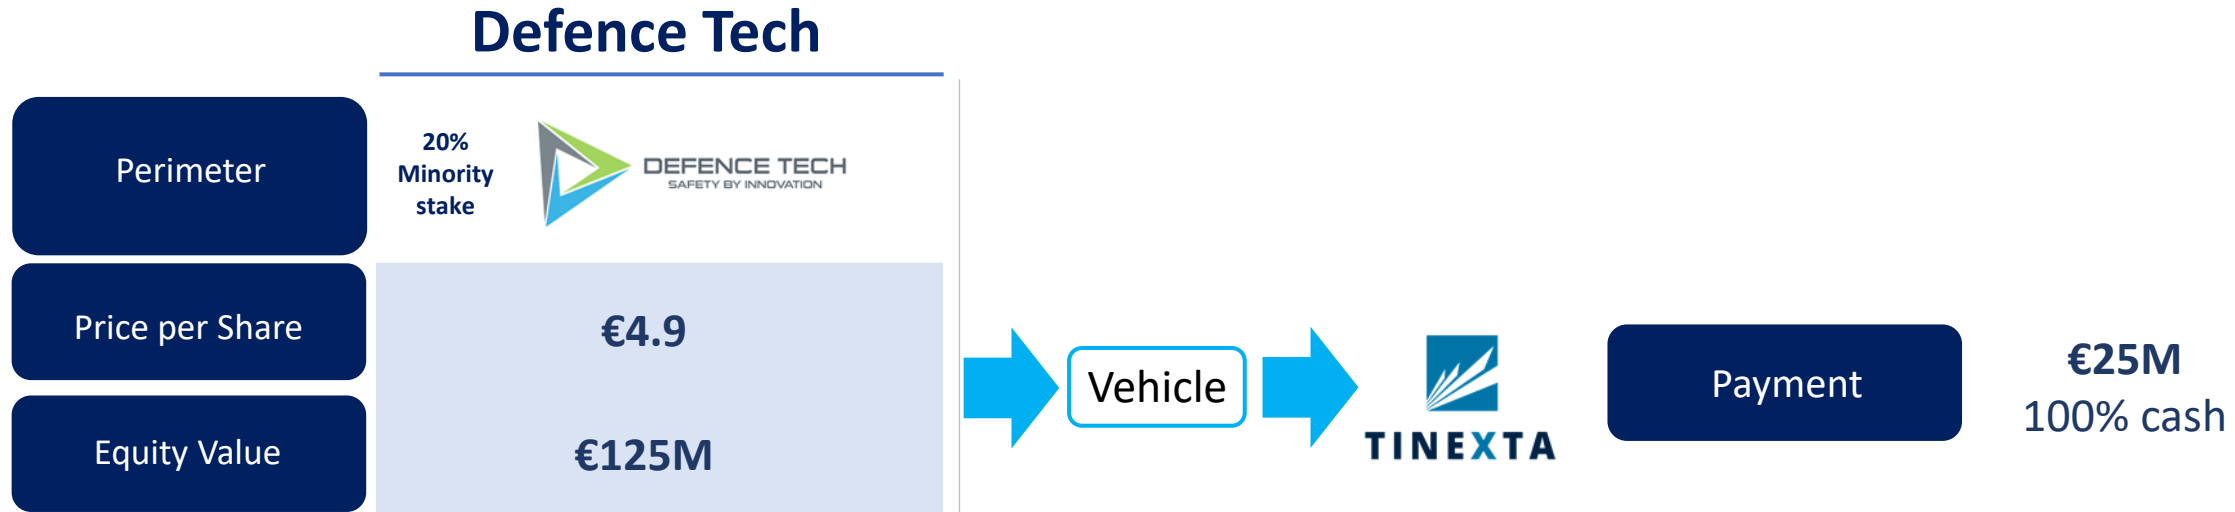 Defence Tech
Perimeter
20%
Minority
stake
DEFENCE TECH
SAFETY BY INNOVATION
Price per Share
€4.9
Equity Value
€125M
Vehicle
TINEXTA
Payment
€25M
100% cash